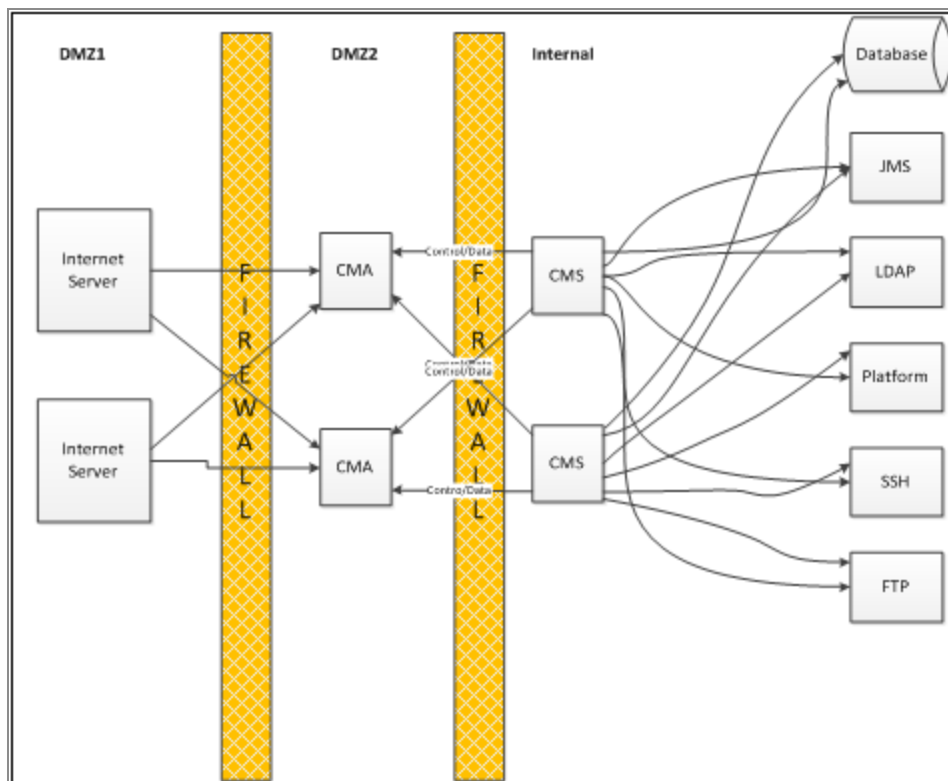 DMZ1
DMZ2
Internal
Database
JMS
LDAP
Platform
SSH
FTP
Internet
Server
Internet
Server
F
I
R
E
W
A
L
L
CMA
CMA
Control/Data
Control/Data
Control/Data
Contro/Data
F
I
R
W
A
L
L
CMS
CMS